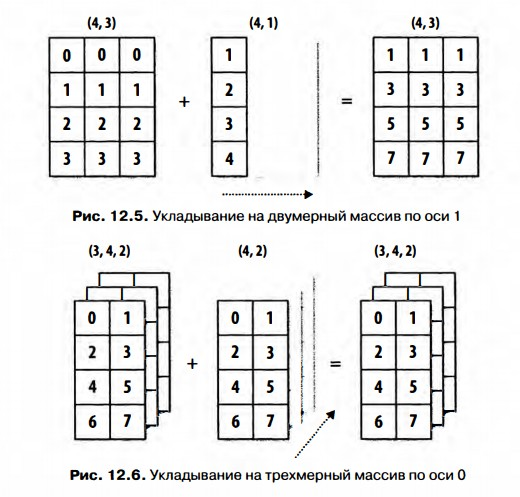 (4, 3) (4, 1) (4, 3)
0 0 0 1 1 1 1
1 1 1 + 2 = 3 3 3
2 2 2 3 5 5 5
3 3 3 4 7 7 7
Рис. 12.5. Укладывание на двумерный массив по оси 1
(3, 4, 2) (4, 2) (3, 4, 2)
0 1 0 1 0 1
2 3 2 3 2 3
+ =
4 5 4 5 4 5
6 7 6 7 6 7
Рис. 12.6. Укладывание на трехмерный массив по оси 0